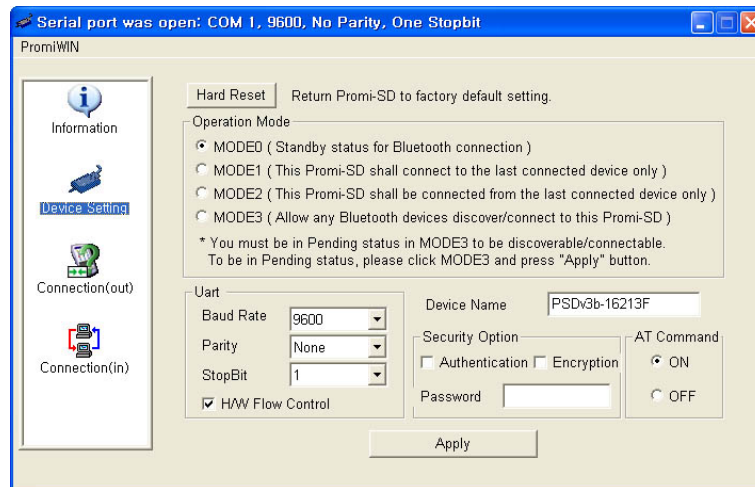 Serial port was open: COM 1, 9600, No Parity, One Stopbit
PromiWIN
Information
Device Setting
Connection(out)
Connection(in)
Hard Reset Return Promi-SD to factory default setting.
Operation Mode
MODE0 ( Standby status for Bluetooth connection )
MODE1 ( This Promi-SD shall connect to the last connected device only )
MODE2 ( This Promi-SD shall be connected from the last connected device only )
MODE3 ( Allow any Bluetooth devices discover/connect to this Promi-SD )
* You must be in Pending status in MODE3 to be discoverable/connectable.
To be in Pending status, please click MODE3 and press "Apply" button.
Uart
Baud Rate 9600
Parity None
StopBit 1
H/W Flow Control
Device Name PSDv3b-16213F
Security Option
Authentication Encryption
Password
AT Command
ON
OFF
Apply